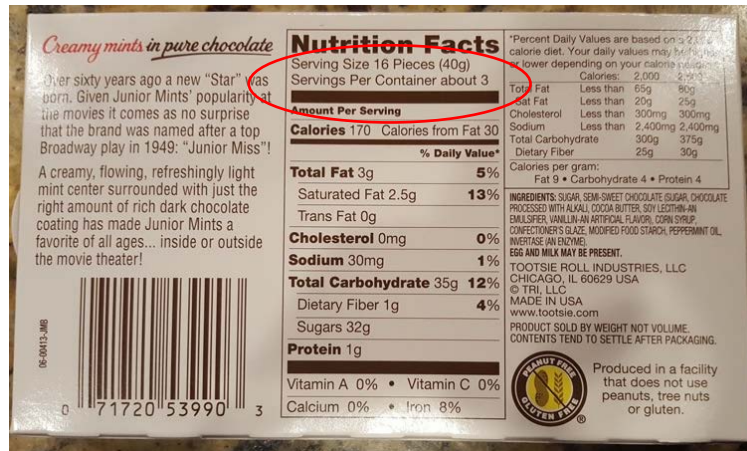 Creamy mints in pure chocolate
Over sixty years ago a new "Star" was
born. Given Junior Mints' popularity at
the movies it comes as no surprise
that the brand was named after a top
Broadway play in 1949: "Junior Miss"!
A creamy, flowing, refreshingly light
mint center surrounded with just the
right amount of rich dark chocolate
coating has made Junior Mints a
favorite of all ages... inside or outside
the movie theater!
06-00413-JMB
0 71720 53990 3
Nutrition Facts
Serving Size 16 Pieces (40g)
Servings Per Container about 3
Amount Per Serving
Calories 170 Calories from Fat 30
% Daily Value*
Total Fat 3g 5%
Saturated Fat 2.5g 13%
Trans Fat 0g
Cholesterol 0mg 0%
Sodium 30mg 1%
Total Carbohydrate 35g 12%
Dietary Fiber 1g 4%
Sugars 32g
Protein 1g
Vitamin A 0% • Vitamin C 0%
Calcium 0% • Iron 8%
*Percent Daily Values are based on a
calorie diet. Your daily values may be
or lower depending on your calorie
Calories: 2,000 2,500
Total Fat Less than 65g 80g
Sat Fat Less than 20g 25g
Cholesterol Less than 300mg 300mg
Sodium Less than 2,400mg 2,400mg
Total Carbohydrate 300g 375g
Dietary Fiber 25g 30g
Calories per gram:
Fat 9 • Carbohydrate 4 • Protein 4
INGREDIENTS: SUGAR, SEMI-SWEET CHOCOLATE (SUGAR, CHOCOLATE
PROCESSED WITH ALKALI, COCOA BUTTER, SOY LECITHIN-AN
EMULSIFIER, VANILLIN-AN ARTIFICIAL FLAVOR), CORN SYRUP,
CONFECTIONER'S GLAZE, MODIFIED FOOD STARCH, PEPPERMINT OIL,
INVERTASE (AN ENZYME).
EGG AND MILK MAY BE PRESENT.
TOOTSIE ROLL INDUSTRIES, LLC
CHICAGO, IL 60629 USA
© TRI, LLC
MADE IN USA
www.tootsie.com
PRODUCT SOLD BY WEIGHT NOT VOLUME.
CONTENTS TEND TO SETTLE AFTER PACKAGING.
PEANUT FREE
GLUTEN FREE
®
Produced in a facility
that does not use
peanuts, tree nuts
or gluten.